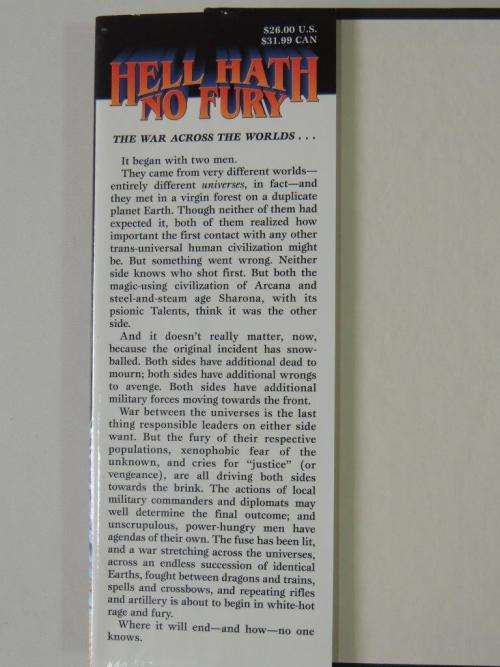 $26.00 U.S.
$31.99 CAN
HELL HATH
NO FURY
THE WAR ACROSS THE WORLDS . . .
It began with two men.
They came from very different worlds—
entirely different universes, in fact—and
they met in a virgin forest on a duplicate
planet Earth. Though neither of them had
expected it, both of them realized how
important the first contact with any other
trans-universal human civilization might
be. But something went wrong. Neither
side knows who shot first. But both the
magic-using civilization of Arcana and
steel-and-steam age Sharona, with its
psionic Talents, think it was the other
side.
And it doesn't really matter, now,
because the original incident has snow-
balled. Both sides have additional dead to
mourn; both sides have additional wrongs
to avenge. Both sides have additional
military forces moving towards the front.
War between the universes is the last
thing responsible leaders on either side
want. But the fury of their respective
populations, xenophobic fear of the
unknown, and cries for "justice" (or
vengeance), are all driving both sides
towards the brink. The actions of local
military commanders and diplomats may
well determine the final outcome; and
unscrupulous, power-hungry men have
agendas of their own. The fuse has been lit,
and a war stretching across the universes,
across an endless succession of identical
Earths, fought between dragons and trains,
spells and crossbows, and repeating rifles
and artillery is about to begin in white-hot
rage and fury.
Where it will end—and how—no one
knows.